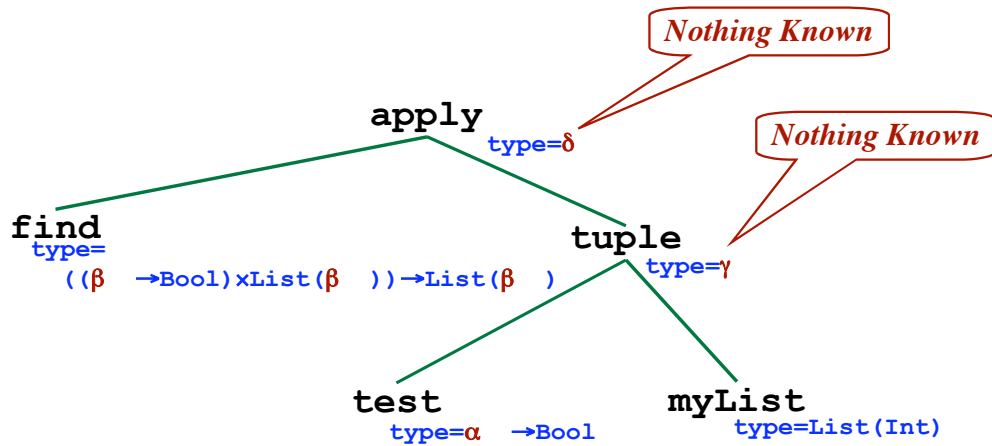 Nothing Known
apply
type=δ
Nothing Known
find
type=
((β →Bool)×List(β ))→List(β )
tuple
type=γ
test
type=α →Bool
myList
type=List(Int)